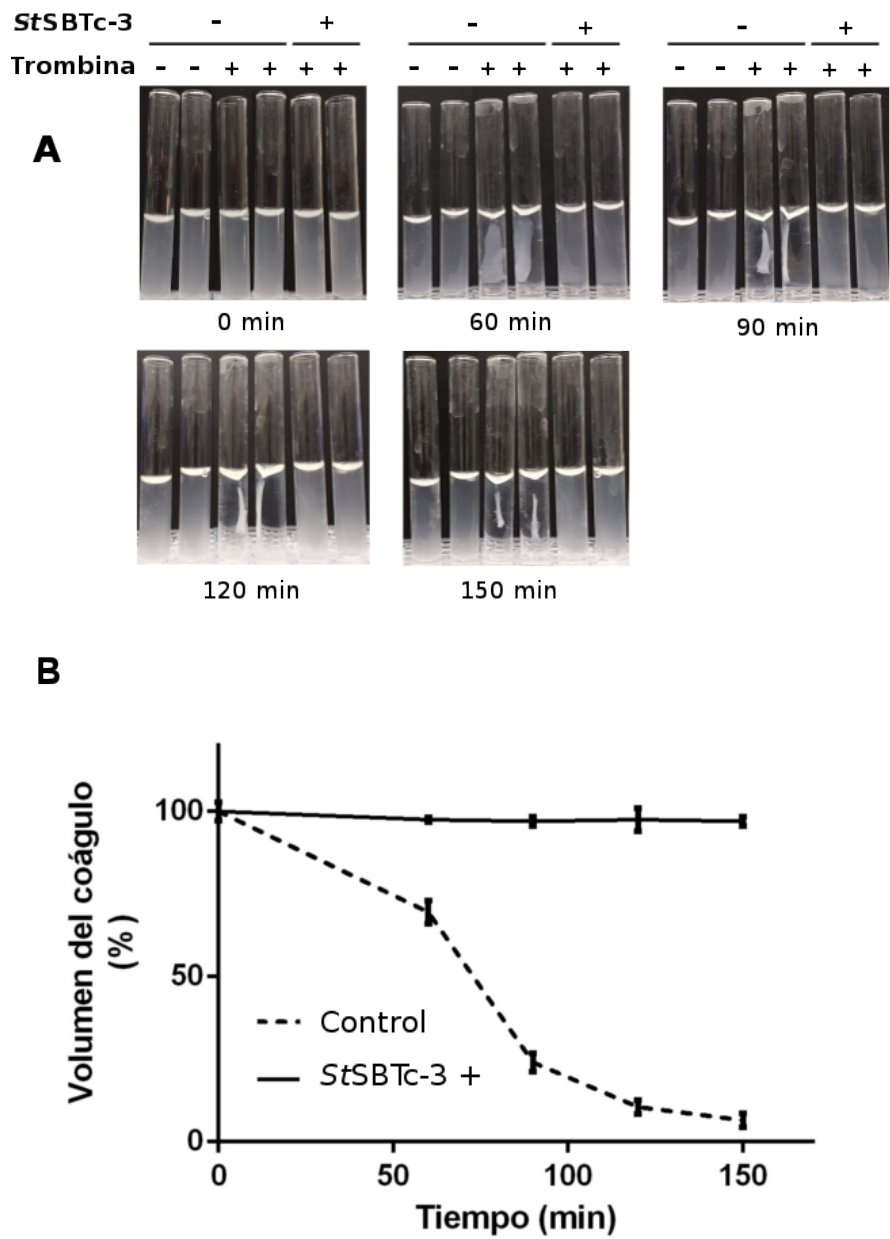 StSBTc-3 - + - + - +
Trombina - - + + + + - - + + + + - - + + + +
A
0 min 60 min 90 min
120 min 150 min
B
Volumen del coágulo
(%)
100
50
0
Control
StSBTc-3 +
0 50 100 150
Tiempo (min)